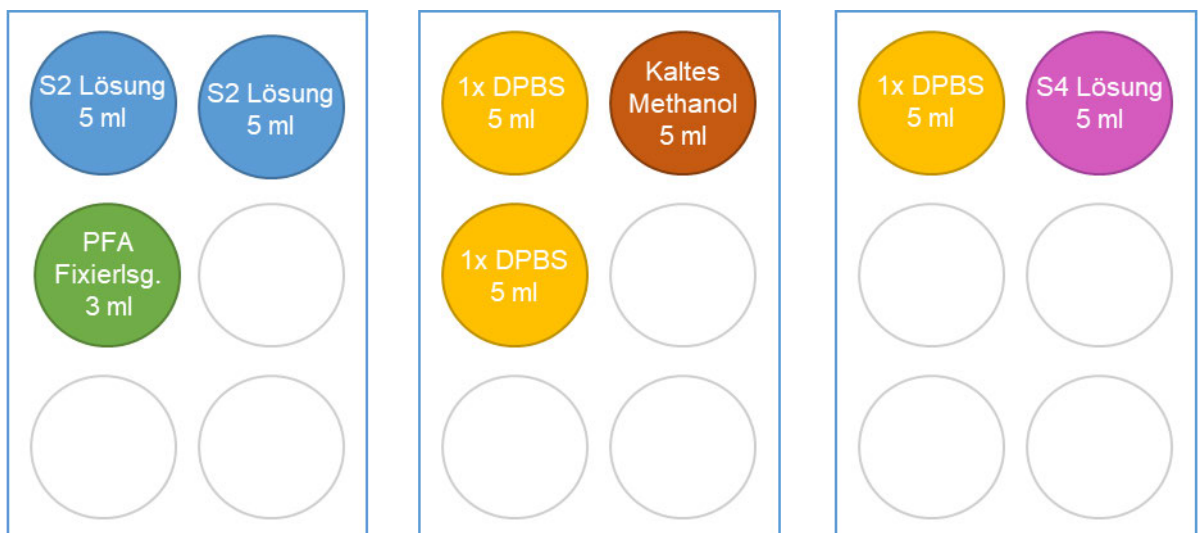 S2 Lösung
5 ml
S2 Lösung
5 ml
PFA
Fixierlsg.
3 ml
1x DPBS
5 ml
Kaltes
Methanol
5 ml
1x DPBS
5 ml
1x DPBS
5 ml
S4 Lösung
5 ml